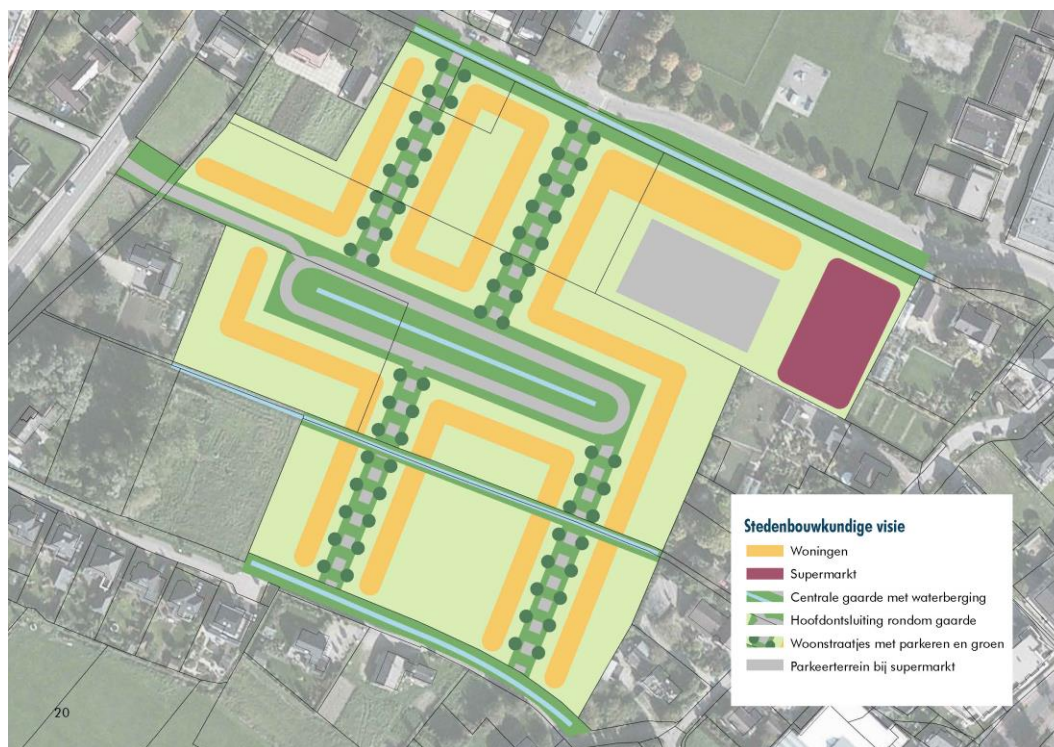 Stedenbouwkundige visie
Woningen
Supermarkt
Centrale gaarde met waterberging
Hoofdontsluiting rondom gaarde
Woonstraatjes met parkeren en groen
Parkeerterrein bij supermarkt
20